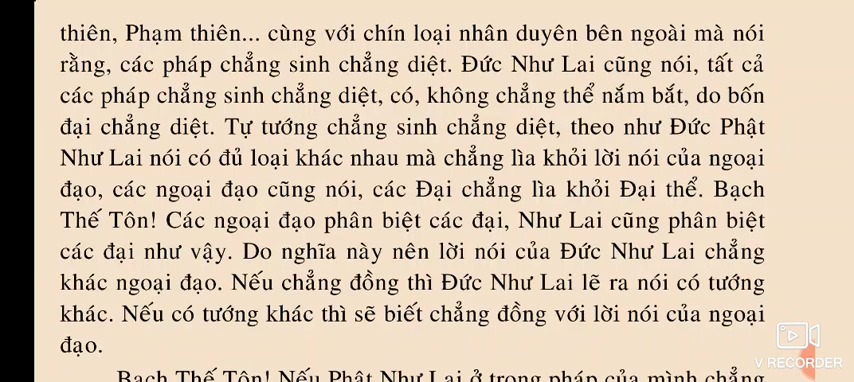 thiên, Phạm thiên... cùng với chín loại nhân duyên bên ngoài mà nói
rằng, các pháp chẳng sinh chẳng diệt. Đức Như Lai cũng nói, tất cả
các pháp chẳng sinh chẳng diệt, có, không chẳng thể nắm bắt, do bốn
đại chẳng diệt. Tự tướng chẳng sinh chẳng diệt, theo như Đức Phật
Như Lai nói có đủ loại khác nhau mà chẳng lìa khỏi lời nói của ngoại
đạo, các ngoại đạo cũng nói, các Đại chẳng lìa khỏi Đại thể. Bạch
Thế Tôn! Các ngoại đạo phân biệt các đại, Như Lai cũng phân biệt
các đại như vậy. Do nghĩa này nên lời nói của Đức Như Lai chẳng
khác ngoại đạo. Nếu chẳng đồng thì Đức Như Lai lẽ ra nói có tướng
khác. Nếu có tướng khác thì sẽ biết chẳng đồng với lời nói của ngoại
đạo.
Bạch Thế Tôn! Nếu Phật Như Lai ở trong pháp của mình chẳng
V RECORDER